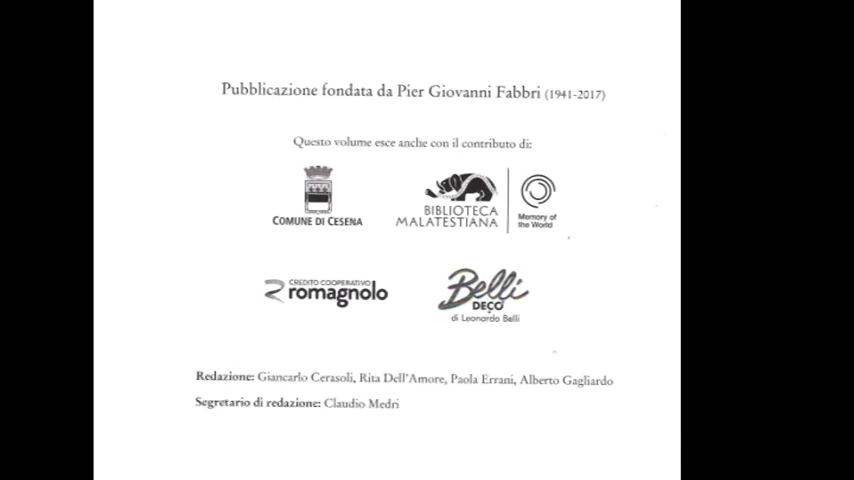 Pubblicazione fondata da Pier Giovanni Fabbri (1941-2017)
Questo volume esce anche con il contributo di:
COMUNE DI CESENA
BIBLIOTECA
MALATESTIANA
Memory of
the World
CREDITO COOPERATIVO
romagnolo
Belli
DECO
di Leonardo Belli
Redazione: Giancarlo Cerasoli, Rita Dell'Amore, Paola Errani, Alberto Gagliardo
Segretario di redazione: Claudio Medri